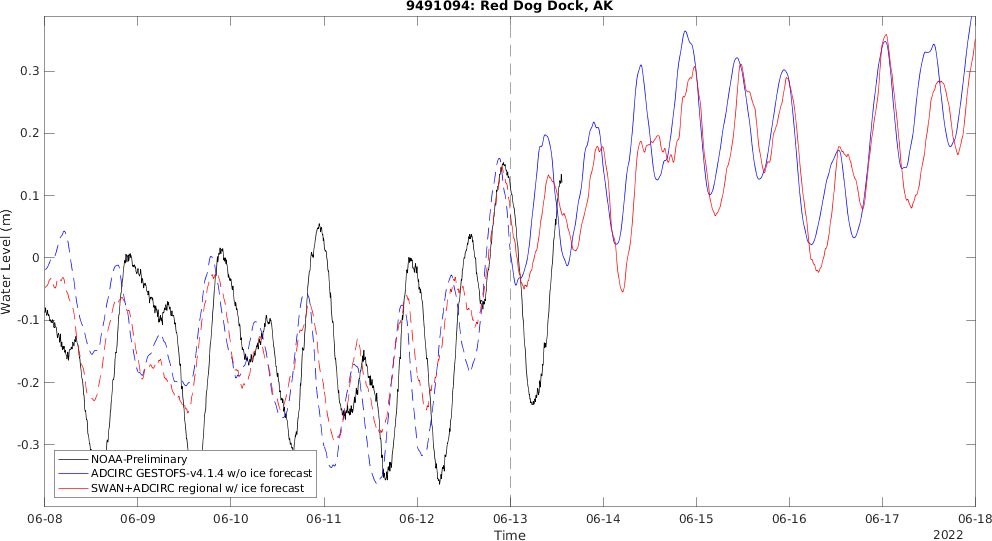 9491094: Red Dog Dock, AK
Water Level (m)
0.3
0.2
0.1
0
-0.1
-0.2
-0.3
NOAA-Preliminary
ADCIRC GESTOFS-v4.1.4 w/o ice forecast
SWAN+ADCIRC regional w/ ice forecast
06-08 06-09 06-10 06-11 06-12 06-13 06-14 06-15 06-16 06-17 06-18
Time
2022